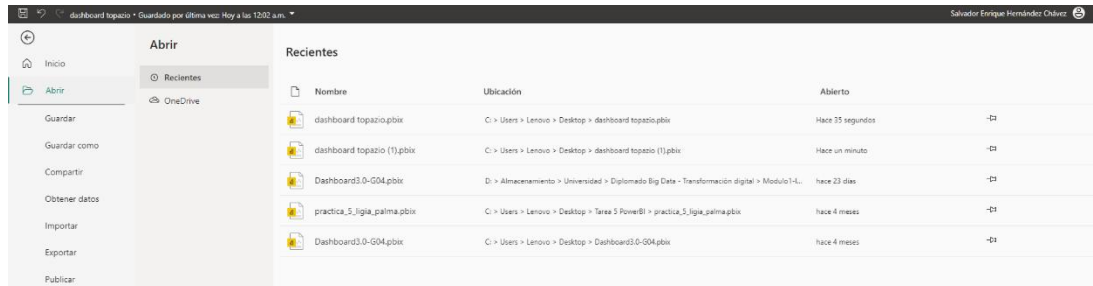 dashboard topazio • Guardado por última vez: Hoy a las 12:02 a.m.
Salvador Enrique Hernández Chávez
Inicio
Abrir
Guardar
Guardar como
Compartir
Obtener datos
Importar
Exportar
Publicar
Abrir
Recientes
OneDrive
Recientes
Nombre Ubicación Abierto
dashboard topazio.pbix C: > Users > Lenovo > Desktop > dashboard topazio.pbix Hace 35 segundos
dashboard topazio (1).pbix C: > Users > Lenovo > Desktop > dashboard topazio (1).pbix Hace un minuto
Dashboard3.0-G04.pbix D: > Almacenamiento > Universidad > Diplomado Big Data - Transformación digital > Modulo1-I... hace 23 días
practica_5_ligia_palma.pbix C: > Users > Lenovo > Desktop > Tarea 5 PowerBI > practica_5_ligia_palma.pbix hace 4 meses
Dashboard3.0-G04.pbix C: > Users > Lenovo > Desktop > Dashboard3.0-G04.pbix hace 4 meses